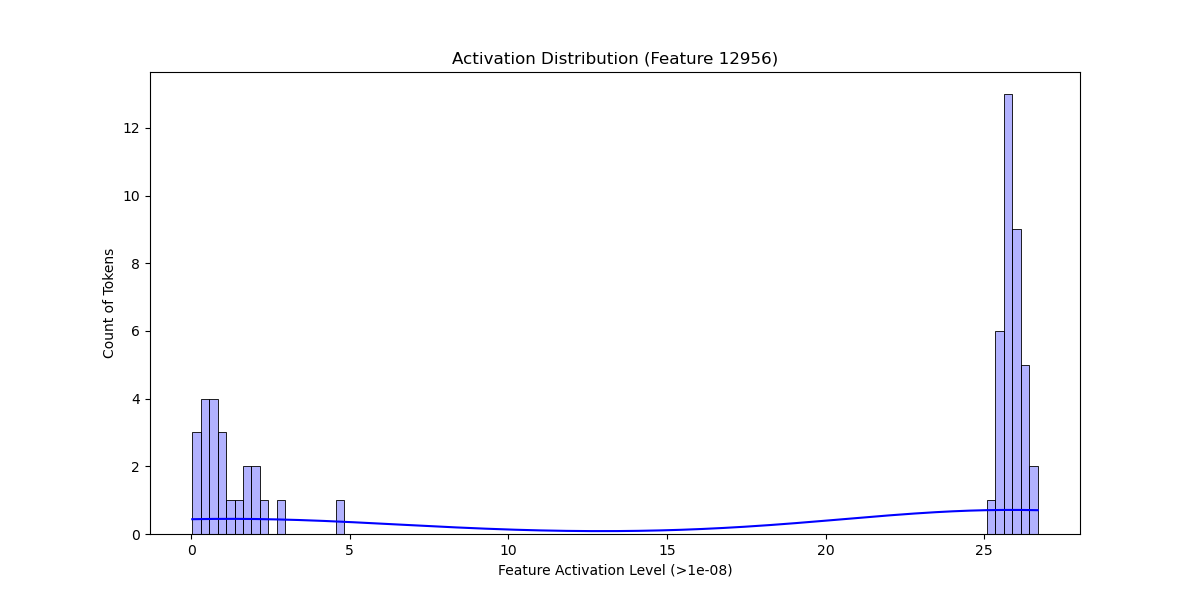 Activation Distribution (Feature 12956)
Count of Tokens
12
10
8
6
4
2
0
0 5 10 15 20 25
Feature Activation Level (>1e-08)